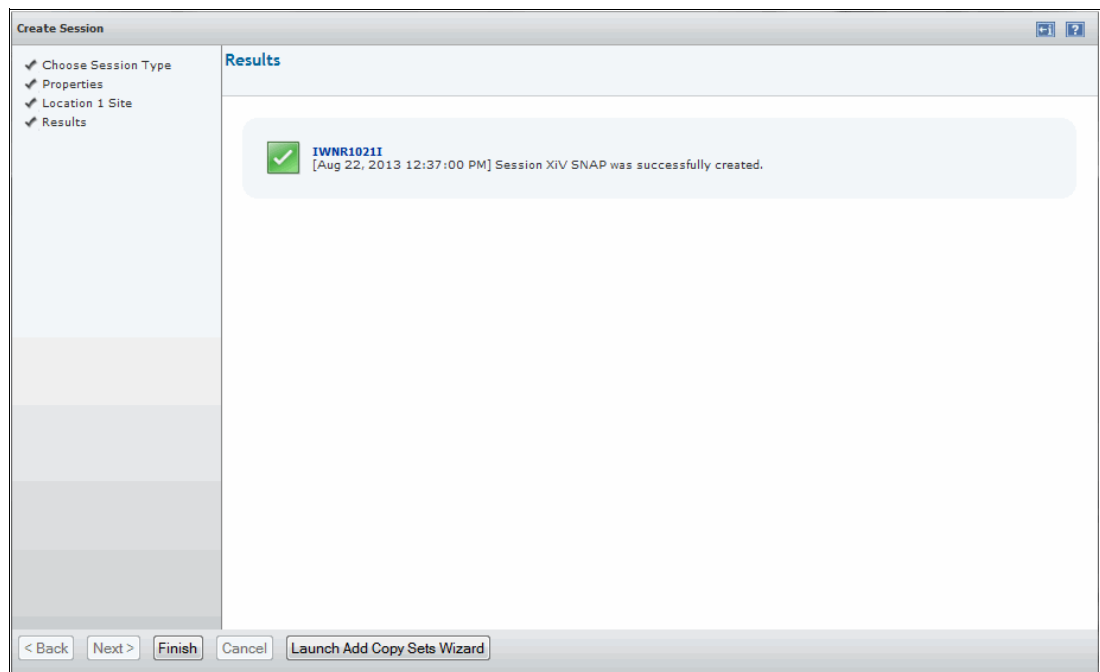 Create Session
?
Choose Session Type
Properties
Location 1 Site
Results
Results
IWNR1021I
[Aug 22, 2013 12:37:00 PM] Session XiV SNAP was successfully created.
< Back Next > Finish Cancel Launch Add Copy Sets Wizard